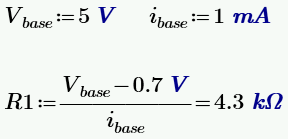 V_base := 5 V   i_base := 1 mA
R1 := (V_base − 0.7 V) / i_base = 4.3 kΩ